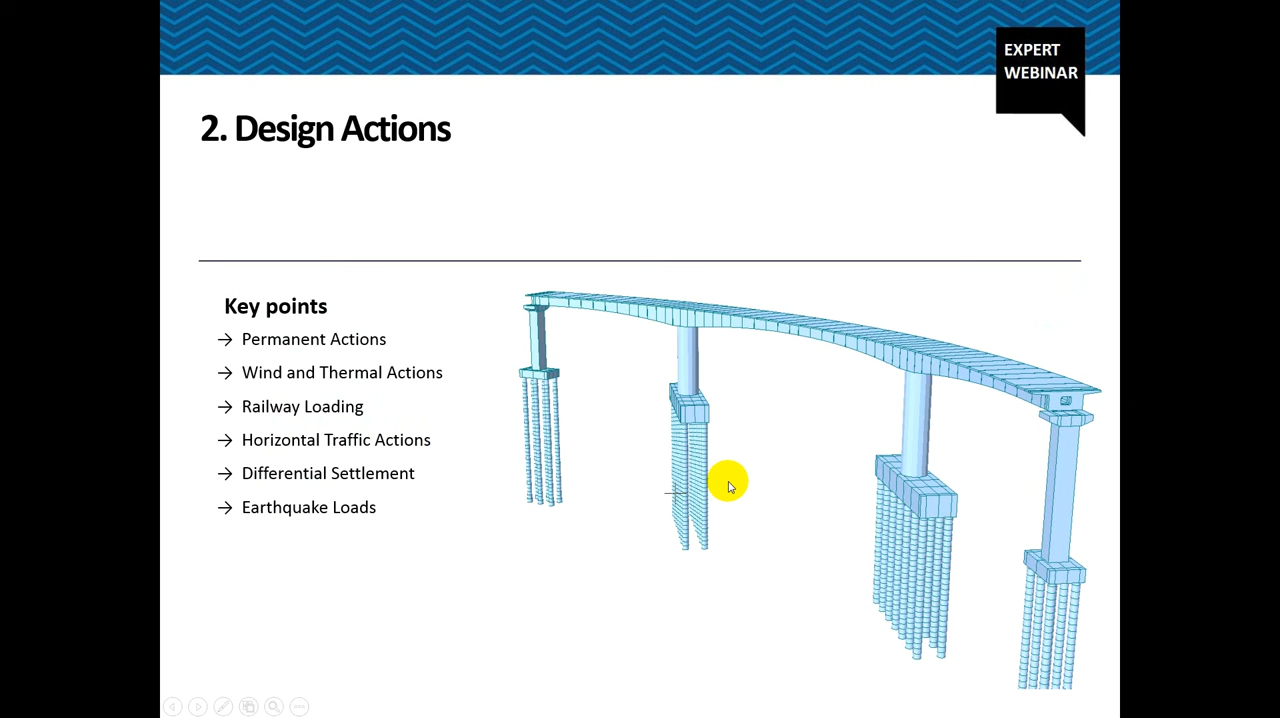 EXPERT
WEBINAR
2. Design Actions
Key points
→ Permanent Actions
→ Wind and Thermal Actions
→ Railway Loading
→ Horizontal Traffic Actions
→ Differential Settlement
→ Earthquake Loads